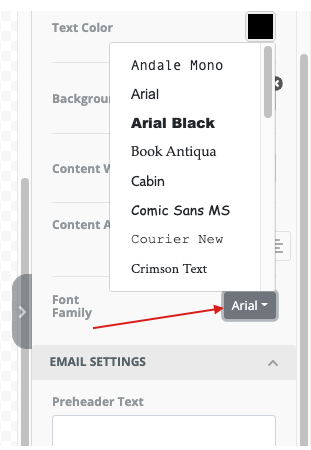 Text Color
Andale Mono
Arial
Backgroun
Arial Black
Book Antiqua
Content W
Cabin
Comic Sans MS
Content A
Courier New
Crimson Text
Font
Family
Arial
EMAIL SETTINGS
Preheader Text